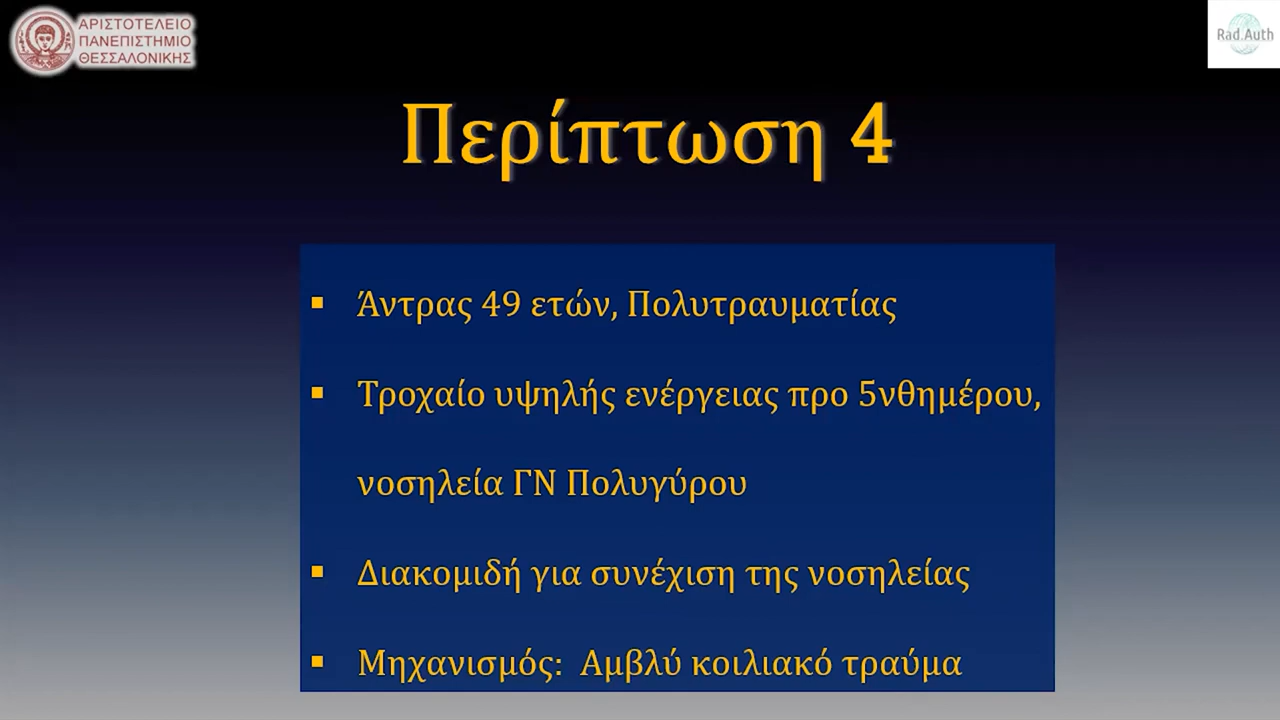 ΑΡΙΣΤΟΤΕΛΕΙΟ
ΠΑΝΕΠΙΣΤΗΜΙΟ
ΘΕΣΣΑΛΟΝΙΚΗΣ
Rad.Auth
Περίπτωση 4
▪ Άντρας 49 ετών, Πολυτραυματίας
▪ Τροχαίο υψηλής ενέργειας προ 5νθημέρου,
νοσηλεία ΓΝ Πολυγύρου
▪ Διακομιδή για συνέχιση της νοσηλείας
▪ Μηχανισμός: Αμβλύ κοιλιακό τραύμα